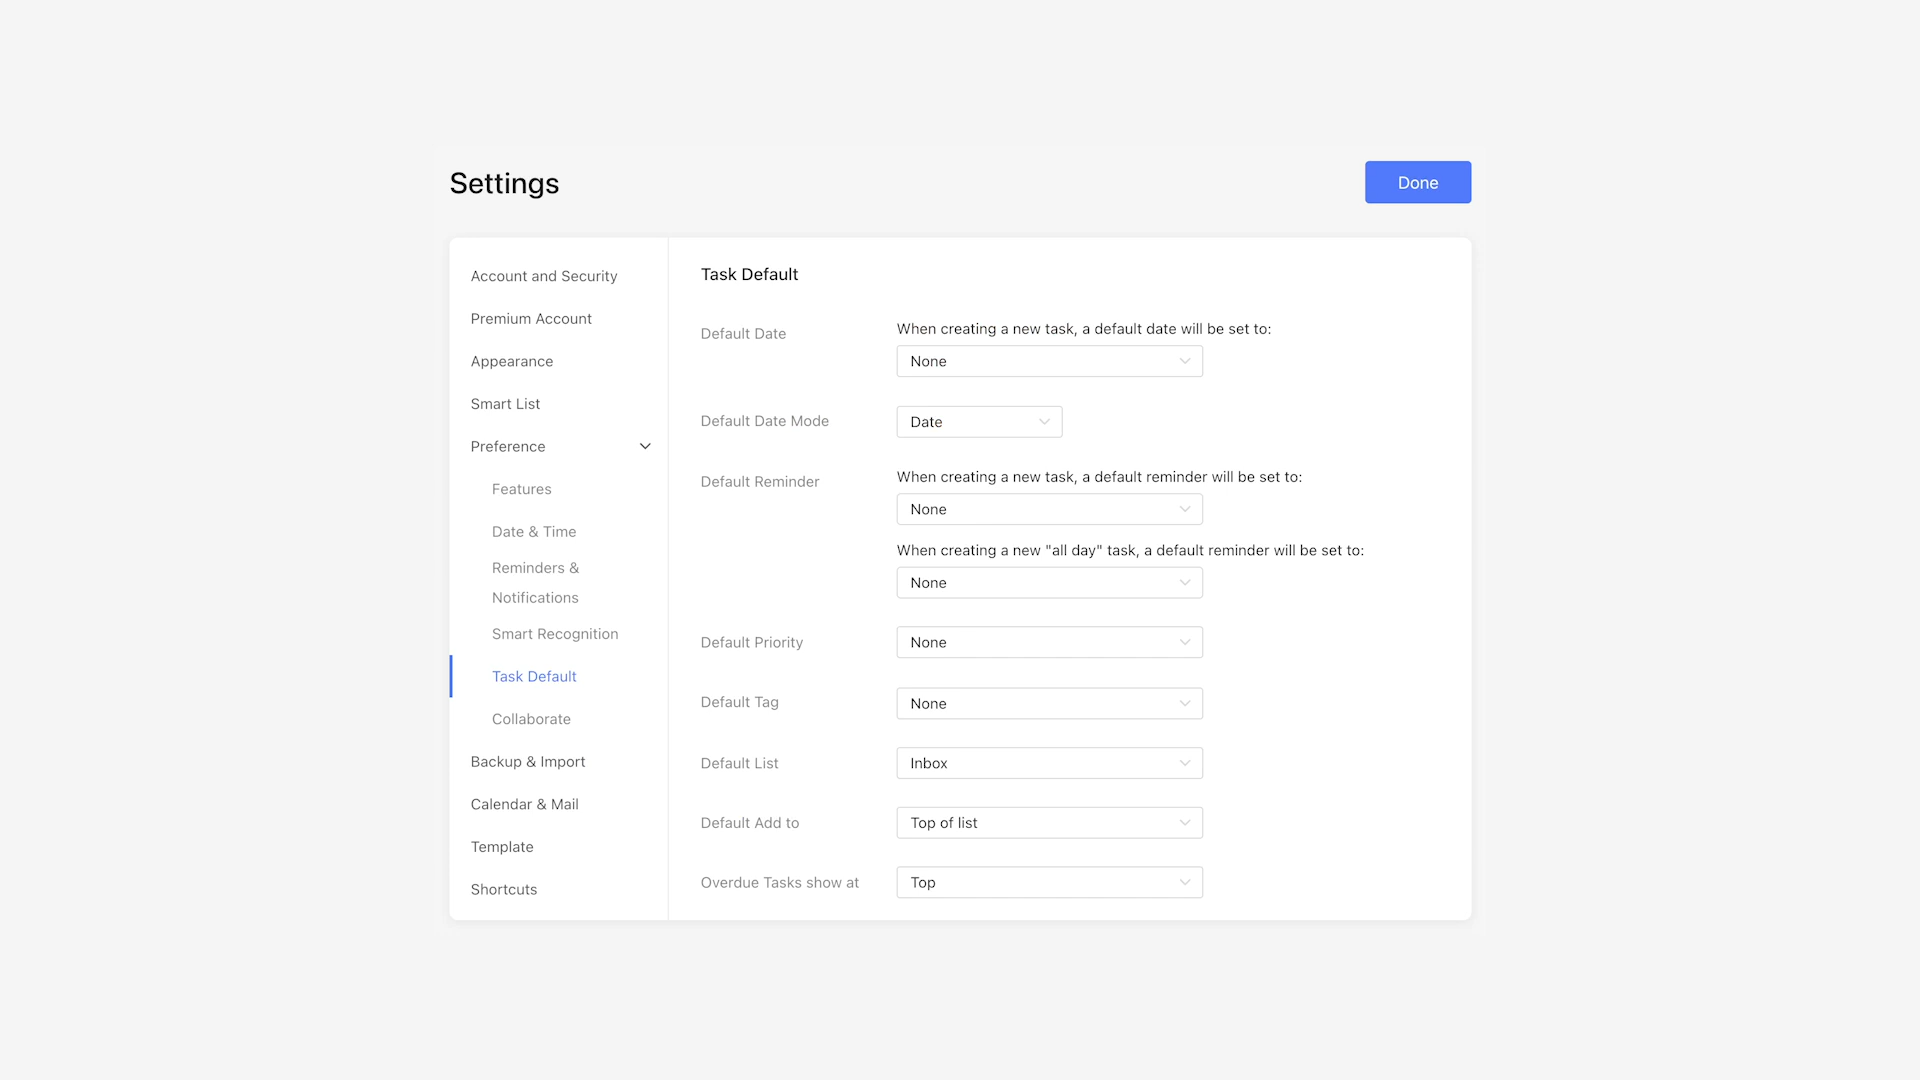 Settings
Done
Account and Security
Premium Account
Appearance
Smart List
Preference
Features
Date & Time
Reminders &
Notifications
Smart Recognition
Task Default
Collaborate
Backup & Import
Calendar & Mail
Template
Shortcuts
Task Default
Default Date
When creating a new task, a default date will be set to:
None
Default Date Mode
Date
Default Reminder
When creating a new task, a default reminder will be set to:
None
When creating a new "all day" task, a default reminder will be set to:
None
Default Priority
None
Default Tag
None
Default List
Inbox
Default Add to
Top of list
Overdue Tasks show at
Top